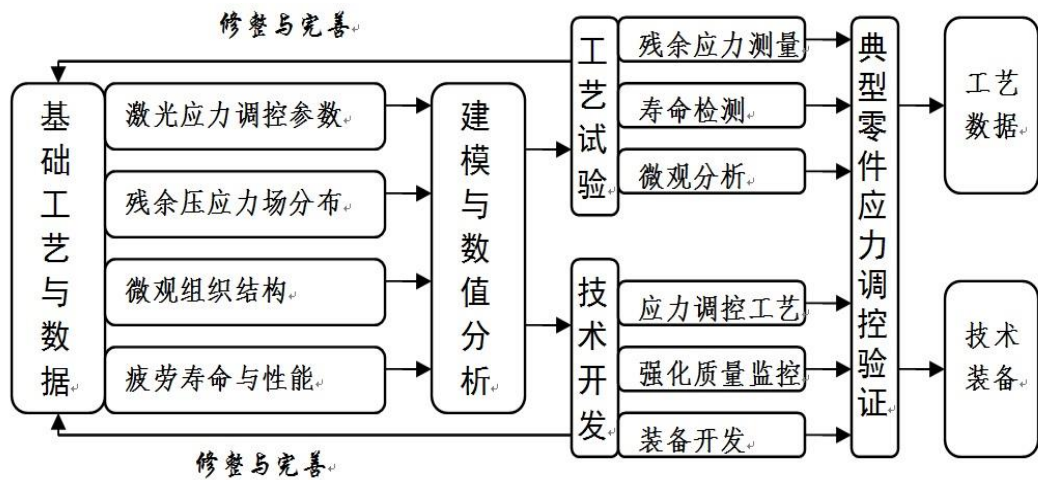 修整与完善
基础工艺与数据
激光应力调控参数
残余压应力场分布
微观组织结构
疲劳寿命与性能
建模与数值分析
工艺试验
残余应力测量
寿命检测
微观分析
技术开发
应力调控工艺
强化质量监控
装备开发
典型零件应力调控验证
工艺
数据
技术
装备
修整与完善